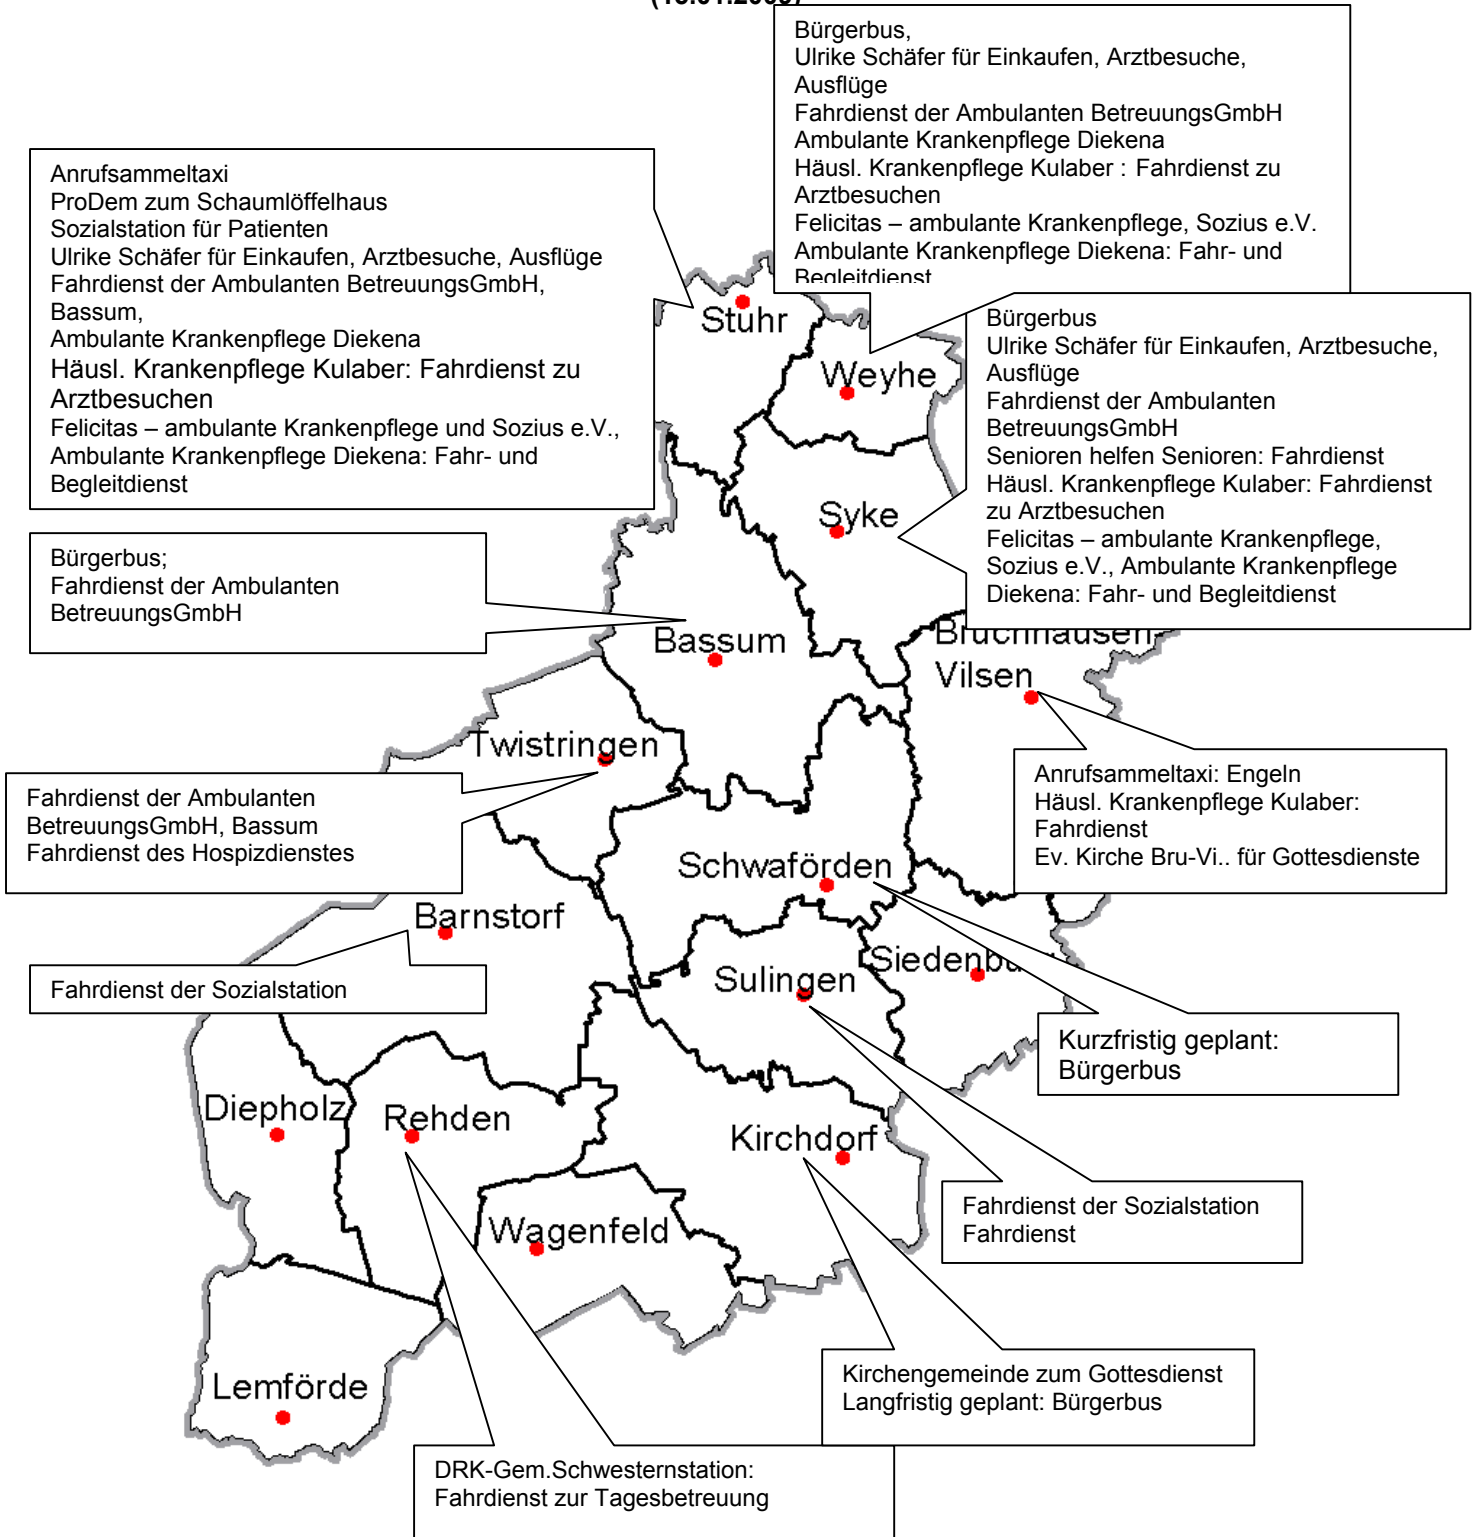 Bürgerbus,
Ulrike Schäfer für Einkaufen, Arztbesuche,
Ausflüge
Fahrdienst der Ambulanten BetreuungsGmbH
Ambulante Krankenpflege Diekena
Häusl. Krankenpflege Kulaber : Fahrdienst zu
Arztbesuchen
Felicitas – ambulante Krankenpflege, Sozius e.V.
Ambulante Krankenpflege Diekena: Fahr- und
Begleitdienst
Anrufsammeltaxi
ProDem zum Schaumlöffelhaus
Sozialstation für Patienten
Ulrike Schäfer für Einkaufen, Arztbesuche, Ausflüge
Fahrdienst der Ambulanten BetreuungsGmbH,
Bassum,
Ambulante Krankenpflege Diekena
Häusl. Krankenpflege Kulaber: Fahrdienst zu
Arztbesuchen
Felicitas – ambulante Krankenpflege und Sozius e.V.,
Ambulante Krankenpflege Diekena: Fahr- und
Begleitdienst
Stuhr
Weyhe
Bürgerbus
Ulrike Schäfer für Einkaufen, Arztbesuche,
Ausflüge
Fahrdienst der Ambulanten
BetreuungsGmbH
Senioren helfen Senioren: Fahrdienst
Häusl. Krankenpflege Kulaber: Fahrdienst
zu Arztbesuchen
Felicitas – ambulante Krankenpflege,
Sozius e.V., Ambulante Krankenpflege
Diekena: Fahr- und Begleitdienst
Syke
Bürgerbus;
Fahrdienst der Ambulanten
BetreuungsGmbH
Bassum
Bruchhausen
Vilsen
Twistringen
Anrufsammeltaxi: Engeln
Häusl. Krankenpflege Kulaber:
Fahrdienst
Ev. Kirche Bru-Vi.. für Gottesdienste
Fahrdienst der Ambulanten
BetreuungsGmbH, Bassum
Fahrdienst des Hospizdienstes
Schwaförden
Barnstorf
Fahrdienst der Sozialstation
Sulingen
Siedenbu
Kurzfristig geplant:
Bürgerbus
Diepholz
Rehden
Kirchdorf
Fahrdienst der Sozialstation
Fahrdienst
Wagenfeld
Kirchengemeinde zum Gottesdienst
Langfristig geplant: Bürgerbus
Lemförde
DRK-Gem.Schwesternstation:
Fahrdienst zur Tagesbetreuung